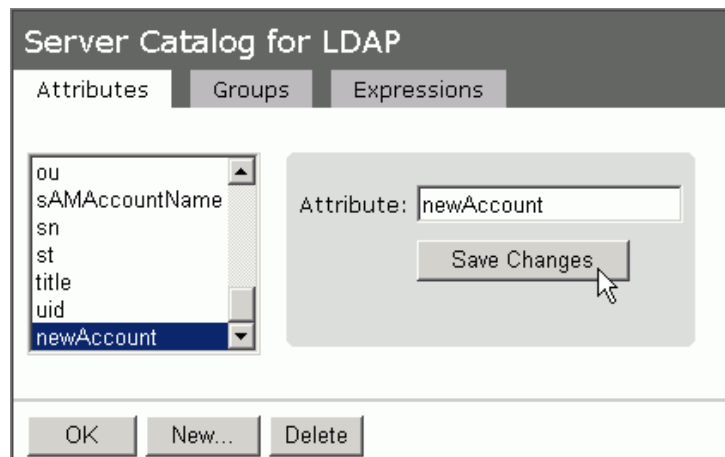 Server Catalog for LDAP
Attributes Groups Expressions
ou
sAMAccountName
sn
st
title
uid
newAccount
Attribute: newAccount
Save Changes
OK New... Delete